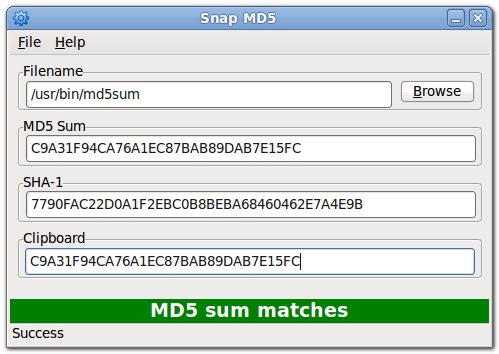 Snap MD5
File Help
Filename
/usr/bin/md5sum
Browse
MD5 Sum
C9A31F94CA76A1EC87BAB89DAB7E15FC
SHA-1
7790FAC22D0A1F2EBC0B8BEBA68460462E7A4E9B
Clipboard
C9A31F94CA76A1EC87BAB89DAB7E15FC
MD5 sum matches
Success